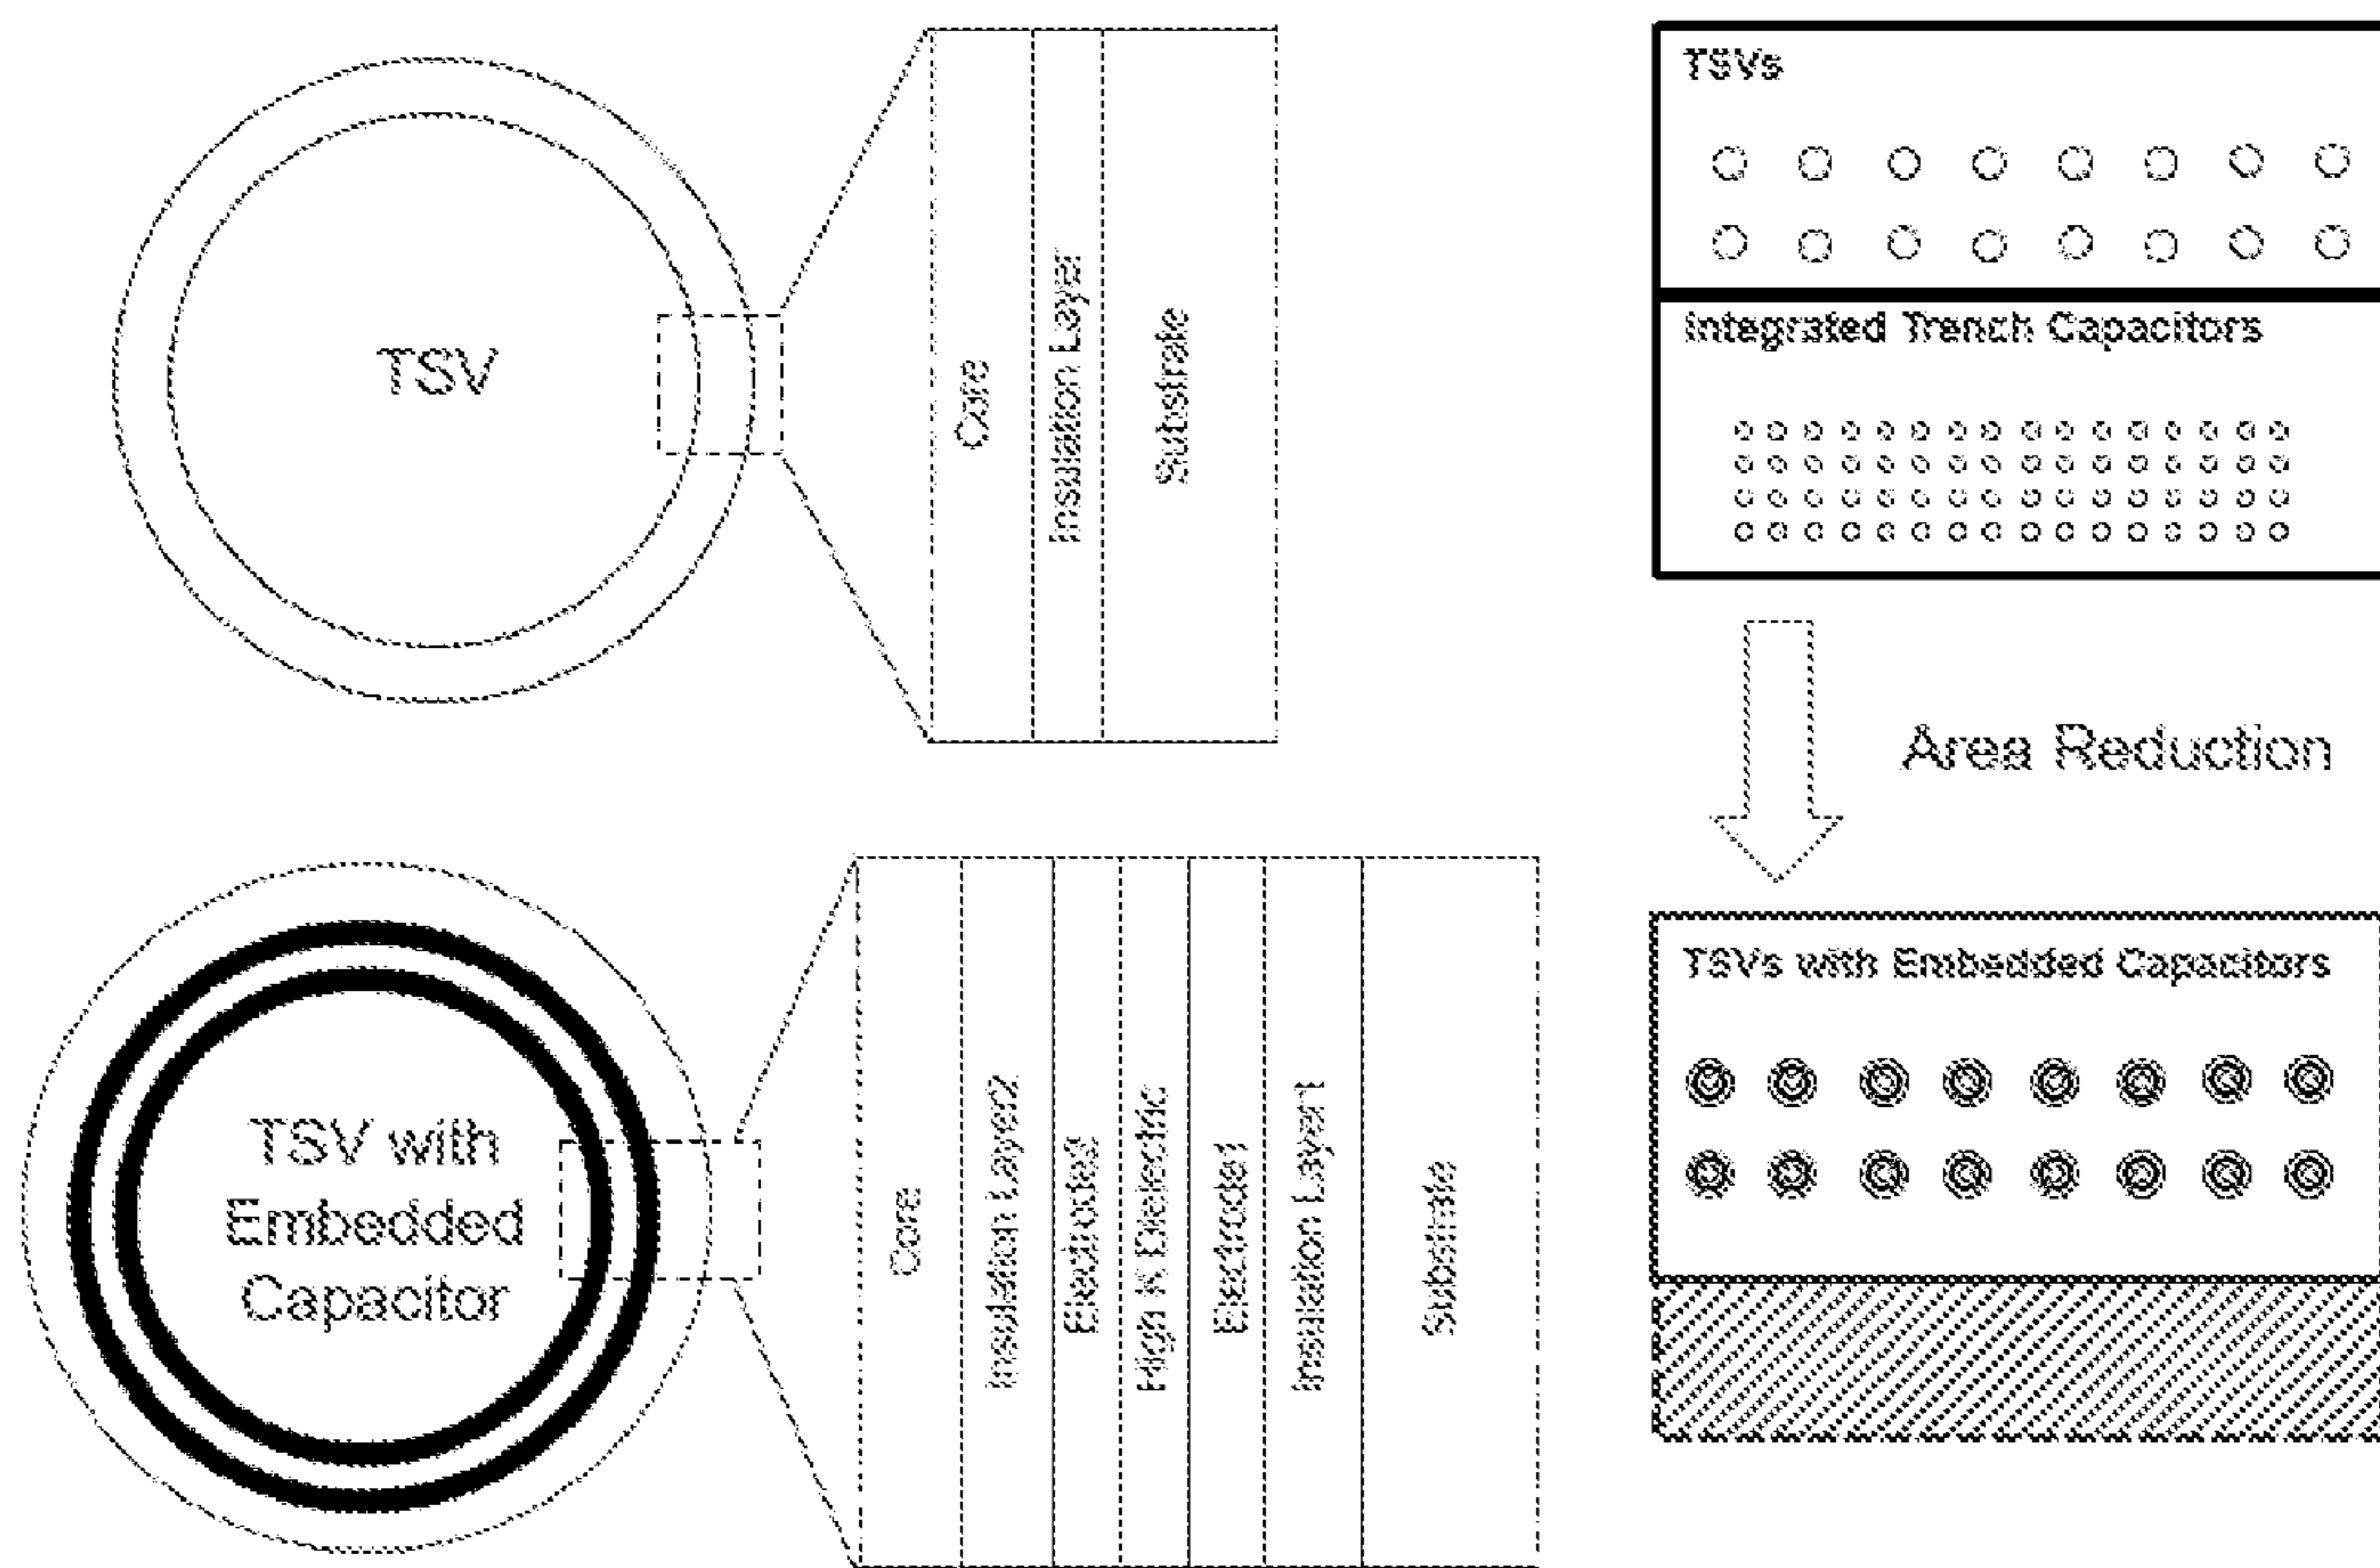 TSV
Core
Insulation Layer
Substrate
TSVs
Integrated Trench Capacitors
Area Reduction
TSV with
Embedded
Capacitor
Core
Insulation Layer2
Electrode2
High K Dielectric
Electrode1
Insulation Layer1
Substrate
TSVs with Embedded Capacitors